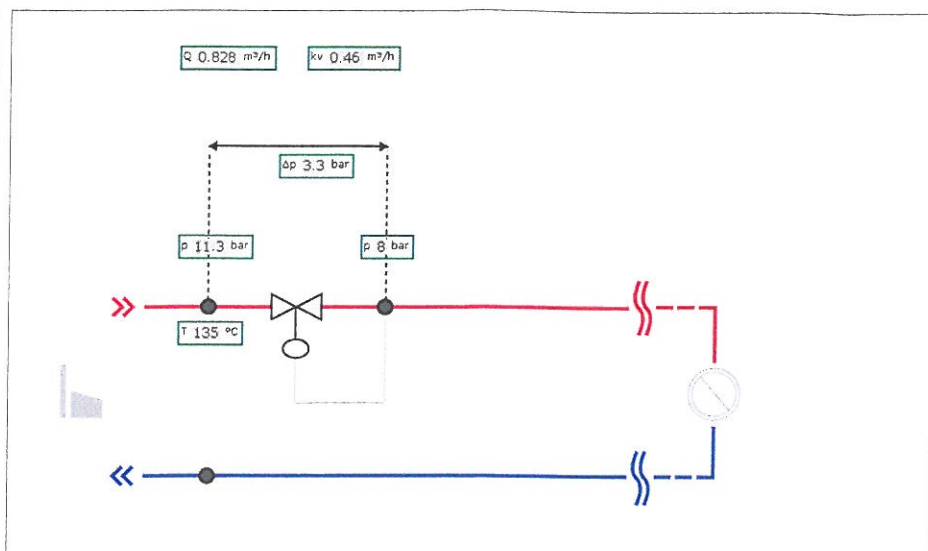 Q 0.828 m³/h
kv 0.46 m³/h
Δp 3.3 bar
p 11.3 bar
p 8 bar
T 135 °C